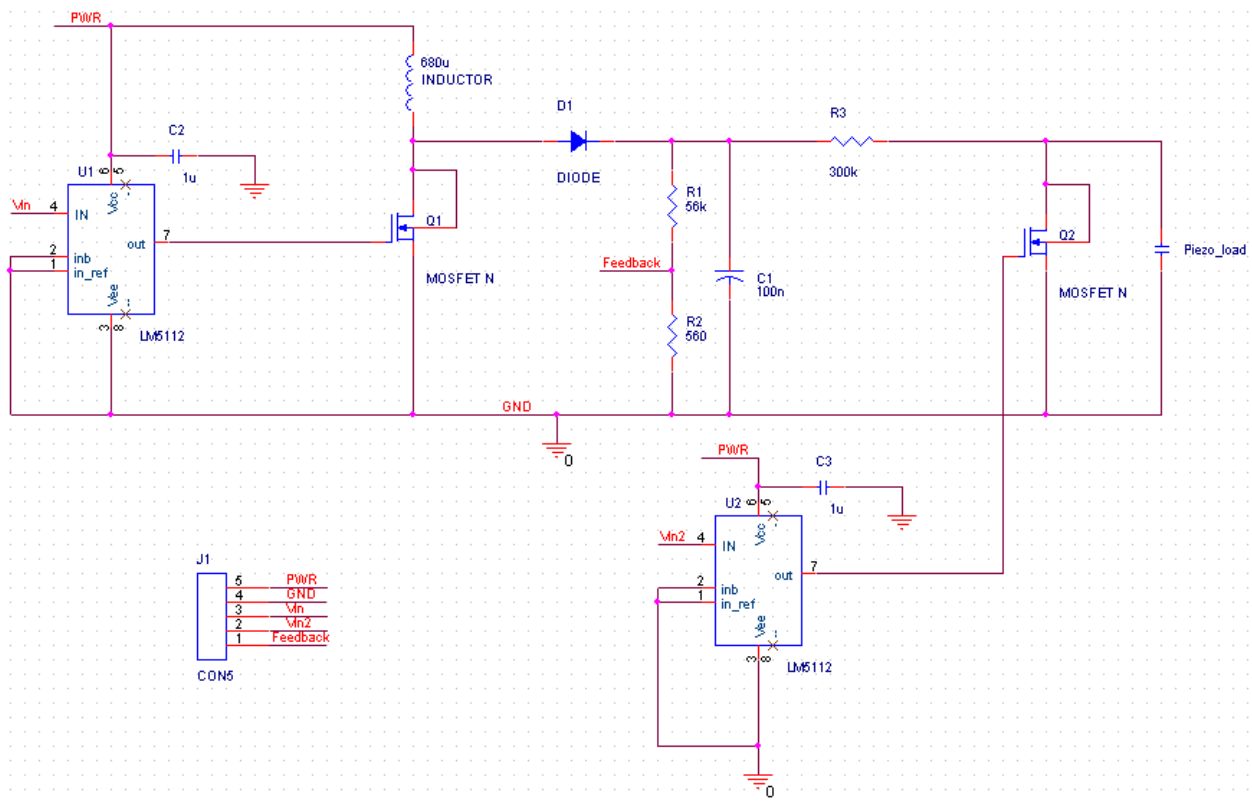 PWR
680u
INDUCTOR
D1
R3
C2
1u
DIODE
300k
U1
6 5
Vcc
-
Vin 4 IN
R1
56k
Q1
Q2
out 7
2 inb
1 in_ref
Piezo_load
Feedback
MOSFET N
C1
100n
MOSFET N
Vee
--
3 8
LM5112
R2
560
GND
0
PWR
C3
1u
U2
6 5
Vcc
-
Vin2 4 IN
out 7
2 inb
1 in_ref
Vee
--
3 8
LM5112
0
J1
5 PWR
4 GND
3 Vin
2 Vin2
1 Feedback
CON5